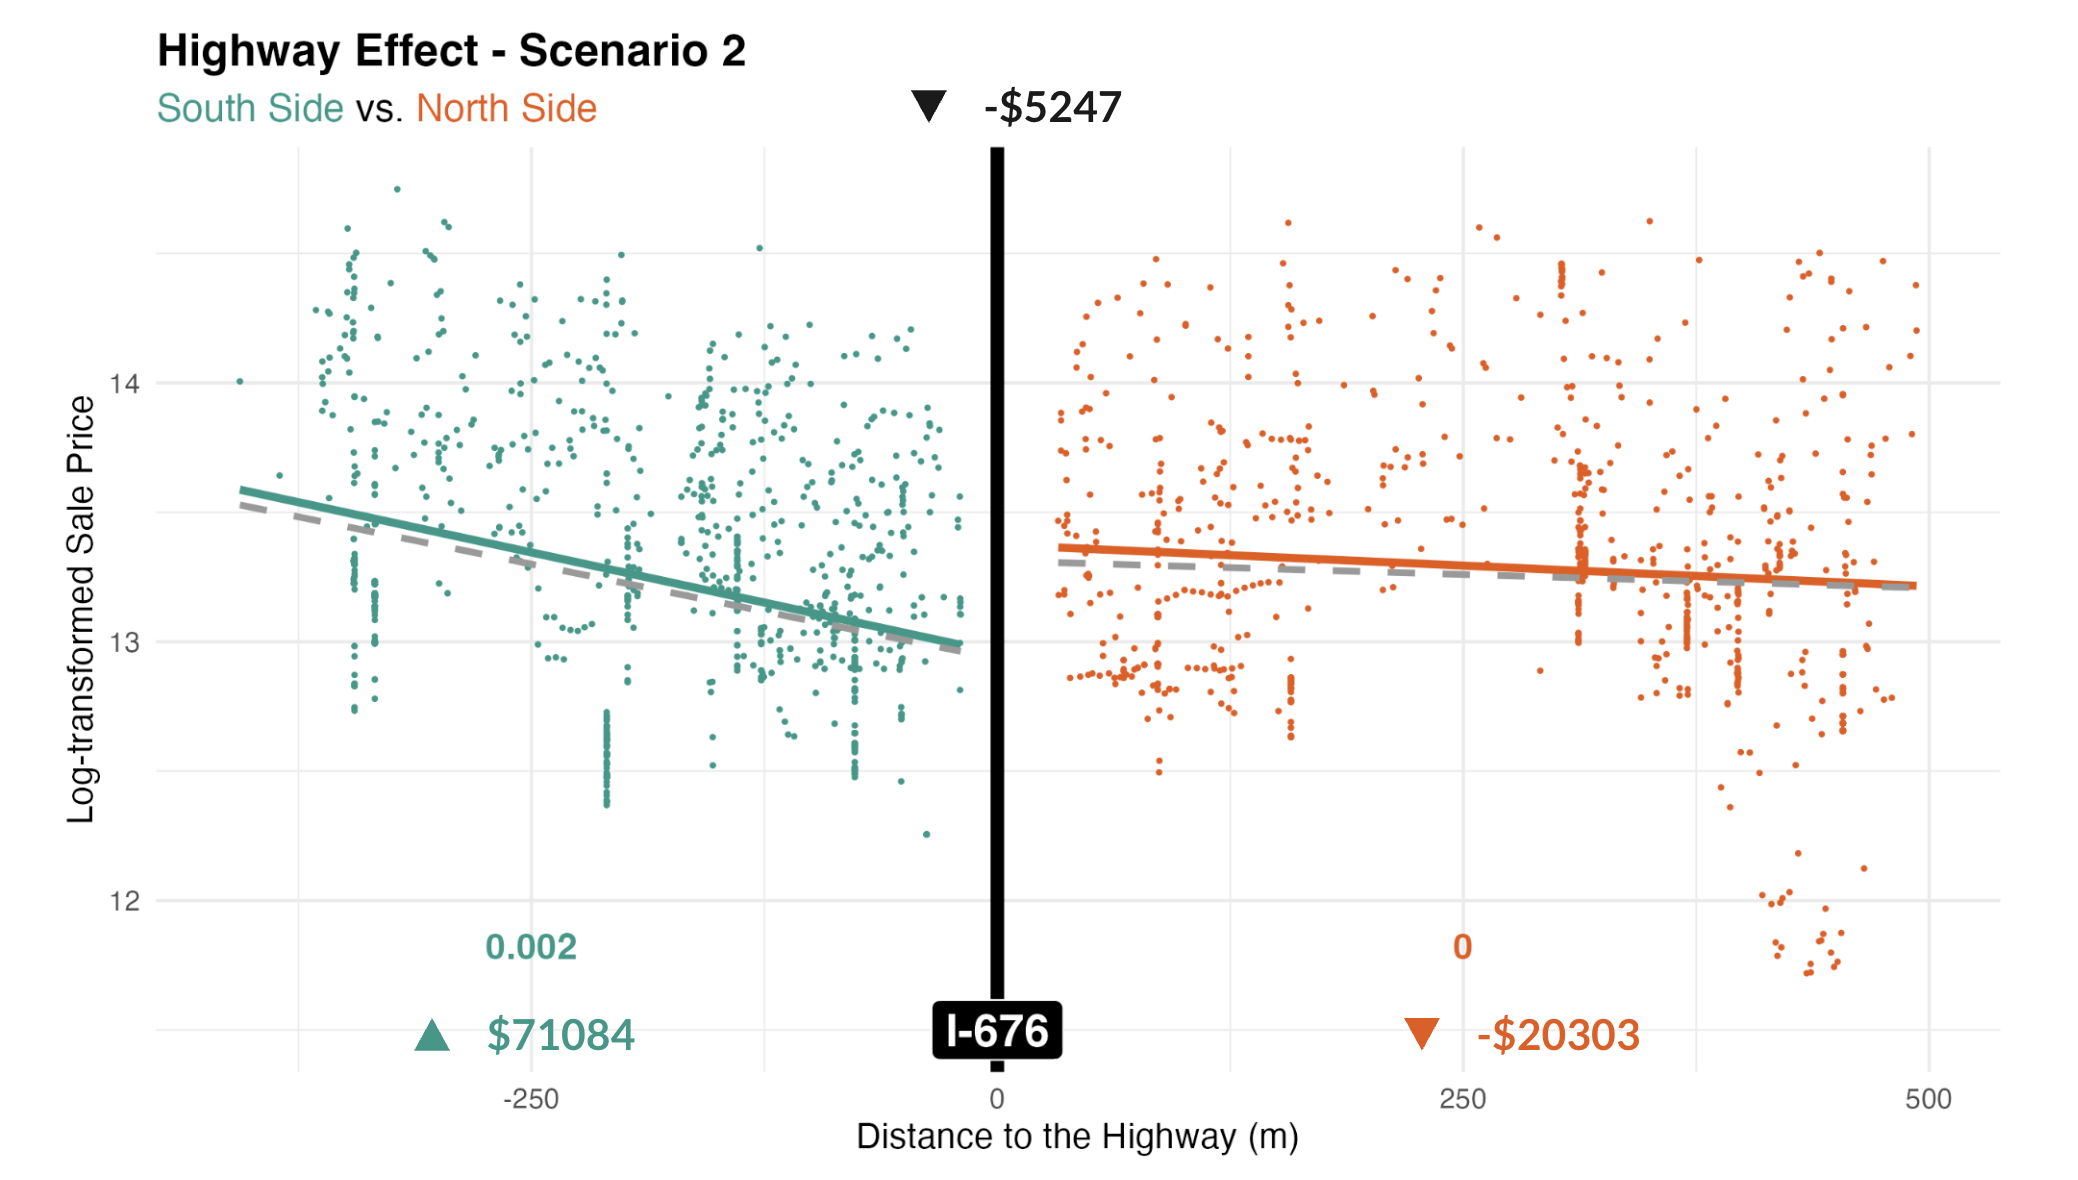 Highway Effect - Scenario 2
South Side vs. North Side
▼ -$5247
Log-transformed Sale Price
14
13
12
0.002
0
▲ $71084
I-676
▼ -$20303
-250
0
250
500
Distance to the Highway (m)